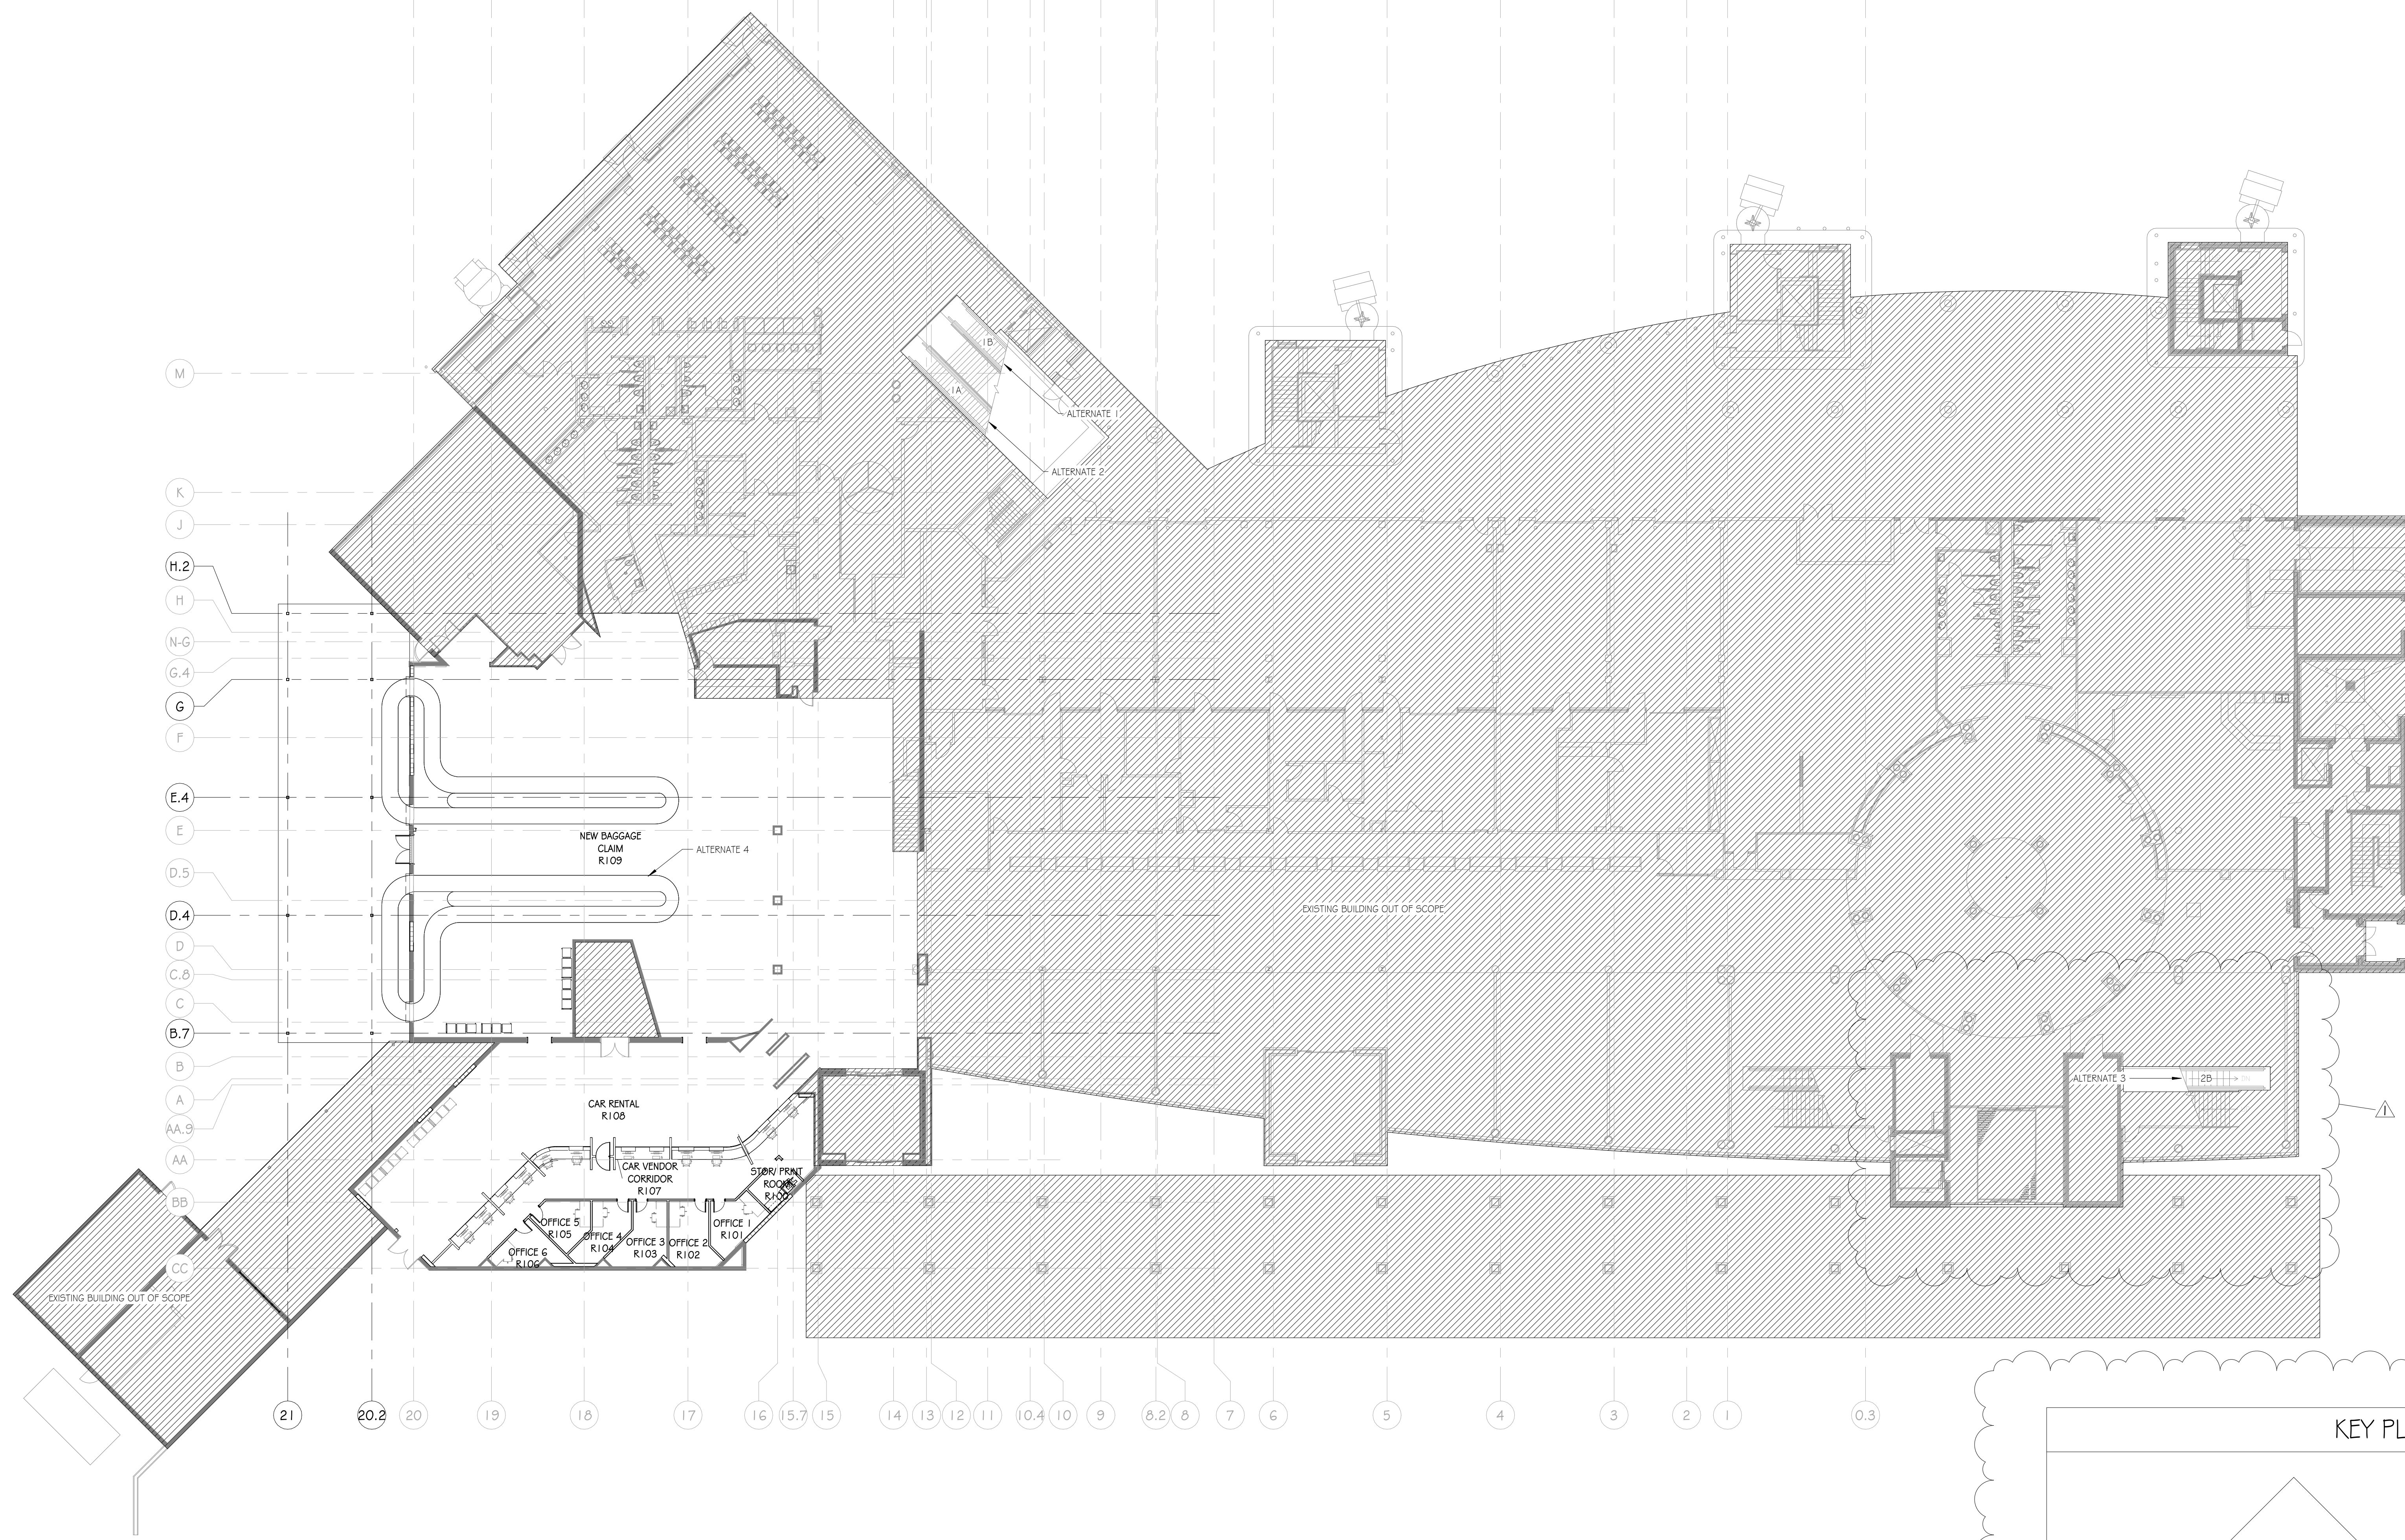 1B
M
1A
ALTERNATE 1
ALTERNATE 2
K
J
H.2
H
N-G
G.4
G
F
E.4
E
NEW BAGGAGE
CLAIM
R109
ALTERNATE 4
D.5
D.4
EXISTING BUILDING OUT OF SCOPE
D
C.8
C
B.7
B
A
ALTERNATE 3
2B
1
CAR RENTAL
R108
AA.9
AA
CAR VENDOR
CORRIDOR
R107
STOR/ PRINT
ROOM
R100
BB
OFFICE 5
R105
OFFICE 4
R104
OFFICE 3
R103
OFFICE 2
R102
OFFICE 1
R101
OFFICE 6
R106
CC
EXISTING BUILDING OUT OF SCOPE
21
20.2
20
19
18
17
16
15.7
15
14
13
12
11
10.4
10
9
8.2
8
7
6
5
4
3
2
1
0.3
KEY PL